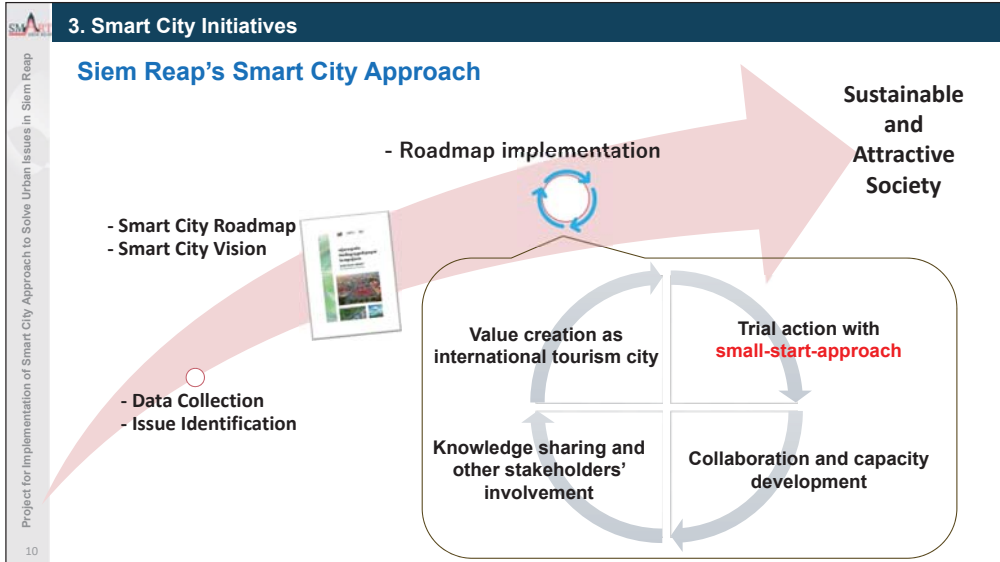 SMART
3. Smart City Initiatives
Project for Implementation of Smart City Approach to Solve Urban Issues in Siem Reap
Siem Reap's Smart City Approach
Sustainable
and
Attractive
Society
- Roadmap implementation
- Smart City Roadmap
- Smart City Vision
- Data Collection
- Issue Identification
Value creation as
international tourism city
Trial action with
small-start-approach
Knowledge sharing and
other stakeholders'
involvement
Collaboration and capacity
development
10